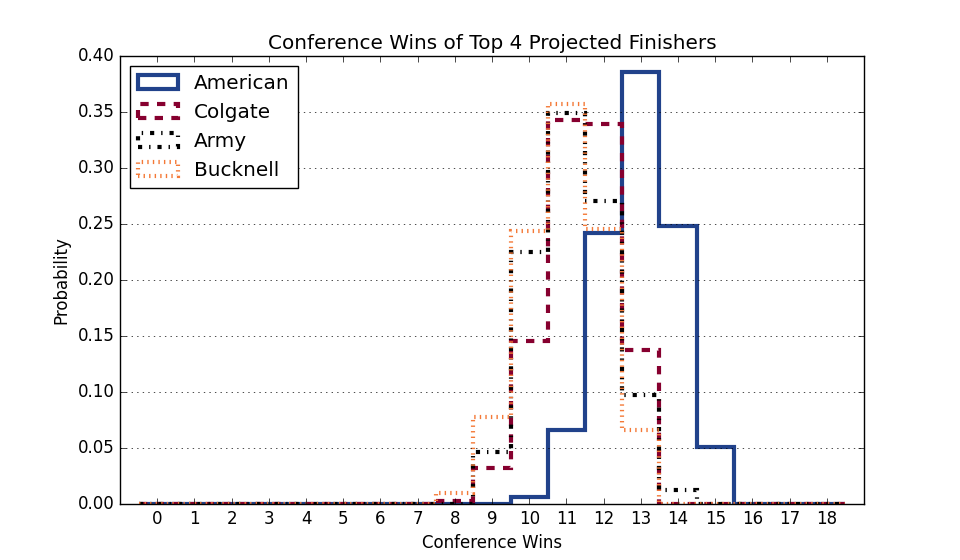 Conference Wins of Top 4 Projected Finishers
American
Colgate
Army
Bucknell
0.40
0.35
0.30
0.25
0.20
0.15
0.10
0.05
0.00
Probability
0 1 2 3 4 5 6 7 8 9 10 11 12 13 14 15 16 17 18
Conference Wins